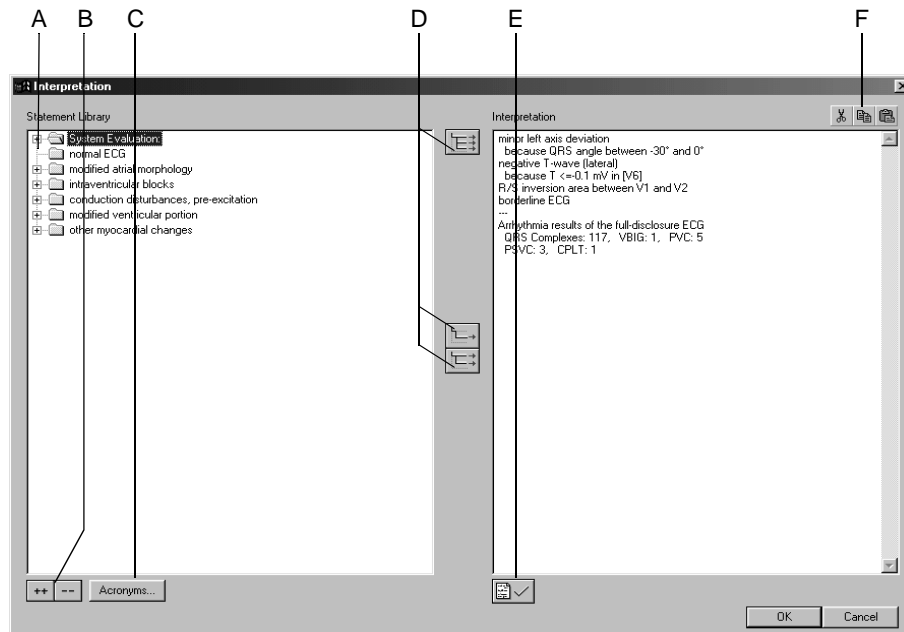 A B C D E F
Interpretation
Statement Library
Interpretation
System Evaluation:
normal ECG
modified atrial morphology
intraventricular blocks
conduction disturbances, pre-excitation
modified ventricular portion
other myocardial changes
minor left axis deviation
because QRS angle between -30° and 0°
negative T-wave (lateral)
because T <=-0.1 mV in [V6]
R/S inversion area between V1 and V2
borderline ECG
---
Arrhythmia results of the full-disclosure ECG
QRS Complexes: 117, VBIG: 1, PVC: 5
PSVC: 3, CPLT: 1
++ -- Acronyms...
OK Cancel